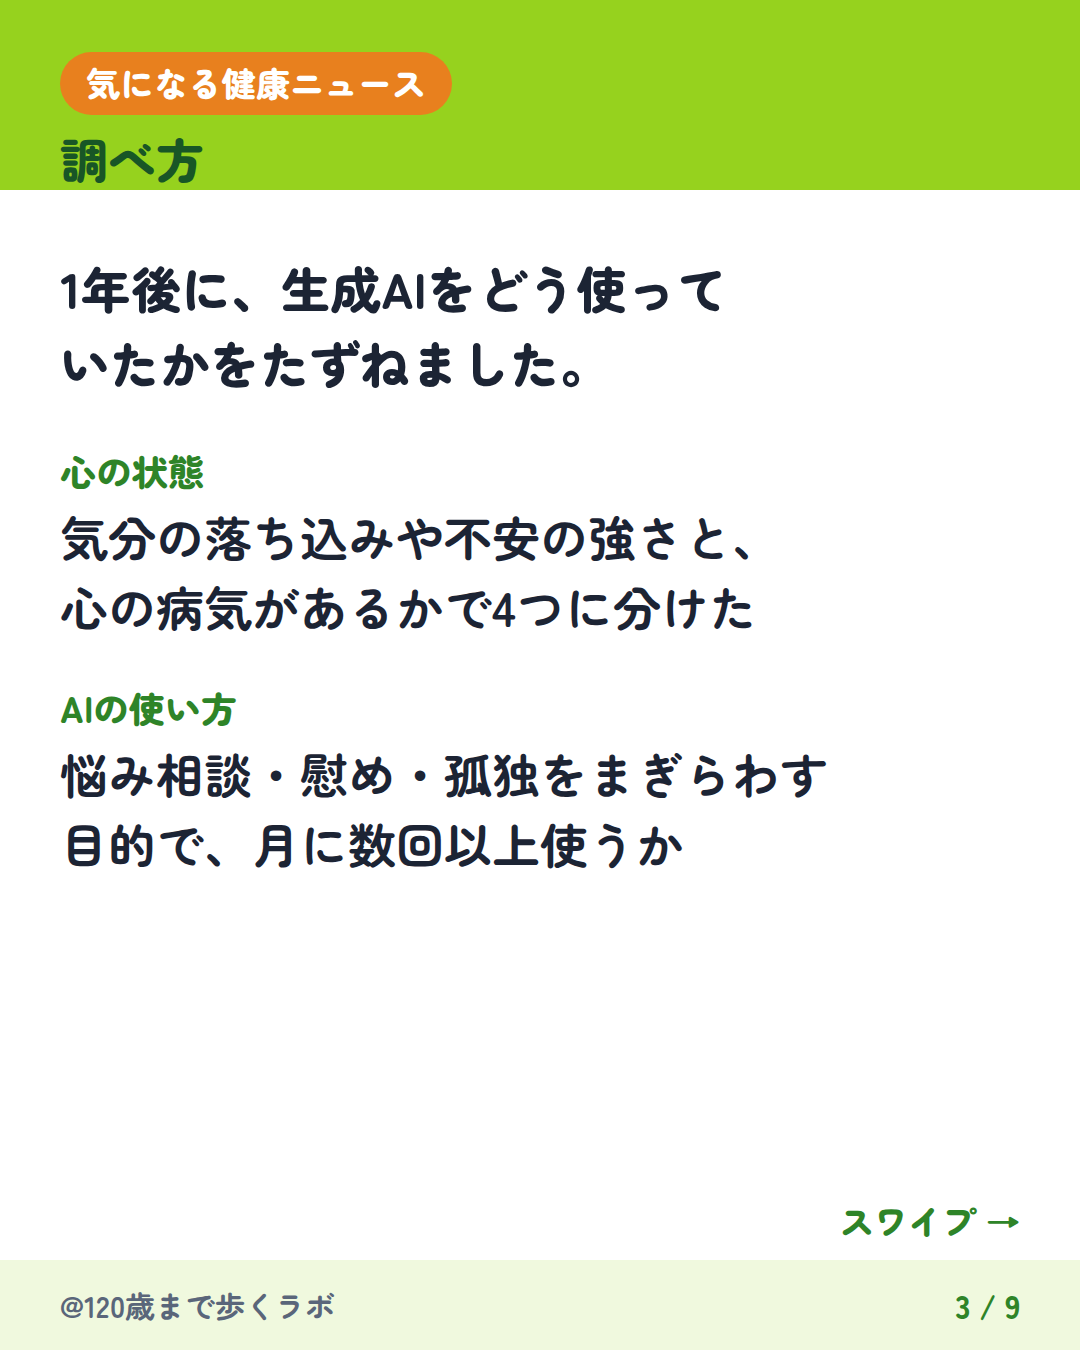 気になる健康ニュース
調べ方
1年後に、生成AIをどう使って
いたかをたずねました。
心の状態
気分の落ち込みや不安の強さと、
心の病気があるかで4つに分けた
AIの使い方
悩み相談・慰め・孤独をまぎらわす
目的で、月に数回以上使うか
スワイプ →
@120歳まで歩くラボ
3 / 9